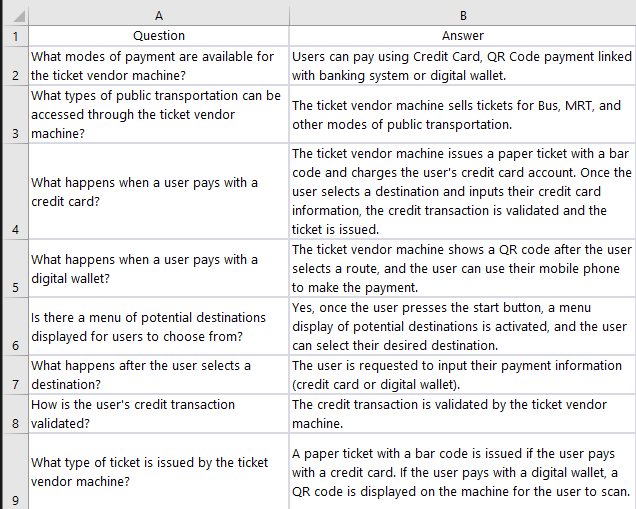 A B
1 Question Answer
What modes of payment are available for
2 the ticket vendor machine?
Users can pay using Credit Card, QR Code payment linked
with banking system or digital wallet.
What types of public transportation can be
accessed through the ticket vendor
3 machine?
The ticket vendor machine sells tickets for Bus, MRT, and
other modes of public transportation.
What happens when a user pays with a
credit card?
4
The ticket vendor machine issues a paper ticket with a bar
code and charges the user's credit card account. Once the
user selects a destination and inputs their credit card
information, the credit transaction is validated and the
ticket is issued.
What happens when a user pays with a
digital wallet?
5
The ticket vendor machine shows a QR code after the user
selects a route, and the user can use their mobile phone
to make the payment.
Is there a menu of potential destinations
displayed for users to choose from?
6
Yes, once the user presses the start button, a menu
display of potential destinations is activated, and the user
can select their desired destination.
What happens after the user selects a
7 destination?
The user is requested to input their payment information
(credit card or digital wallet).
How is the user's credit transaction
8 validated?
The credit transaction is validated by the ticket vendor
machine.
What type of ticket is issued by the ticket
vendor machine?
9
A paper ticket with a bar code is issued if the user pays
with a credit card. If the user pays with a digital wallet, a
QR code is displayed on the machine for the user to scan.